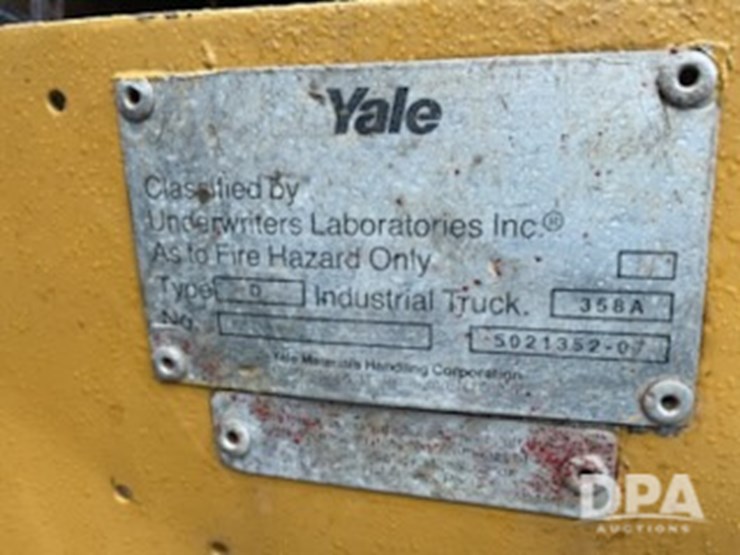 Yale
Classified by
Underwriters Laboratories Inc.®
As to Fire Hazard Only
Type D Industrial Truck. 358A
No. 5021352-07
Yale Materials Handling Corporation
DPA
AUCTIONS